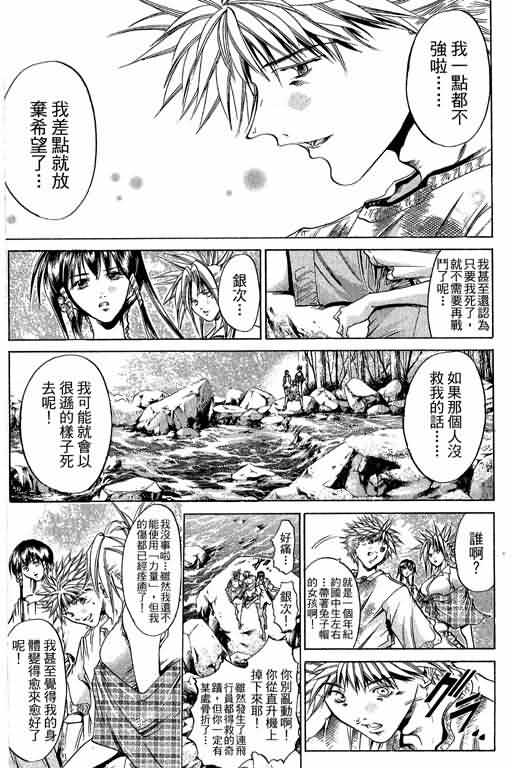 我一點都不
強啦……
我差點就放
棄希望了…
我甚至還認為
只要我死了，
就不需要再戰
鬥了呢…
銀次…
如果那個人沒
救我的話……
我可能就會以
很遜的樣子死
去呢！
誰啊？
就是一個年紀
約國中生左右
…帶著兔子帽
的女孩啊！
好痛…
銀次！
我沒事啦…雖然我還不
能使用「力量」，但我
的傷都已經痊癒了！
你別亂動啊！
你從直升機上
掉下來耶！
雖然發生了連飛
行員都得救的奇
蹟，但你一定有
某處骨折了…
我甚至覺得我的身
體變得愈來愈好了
呢！